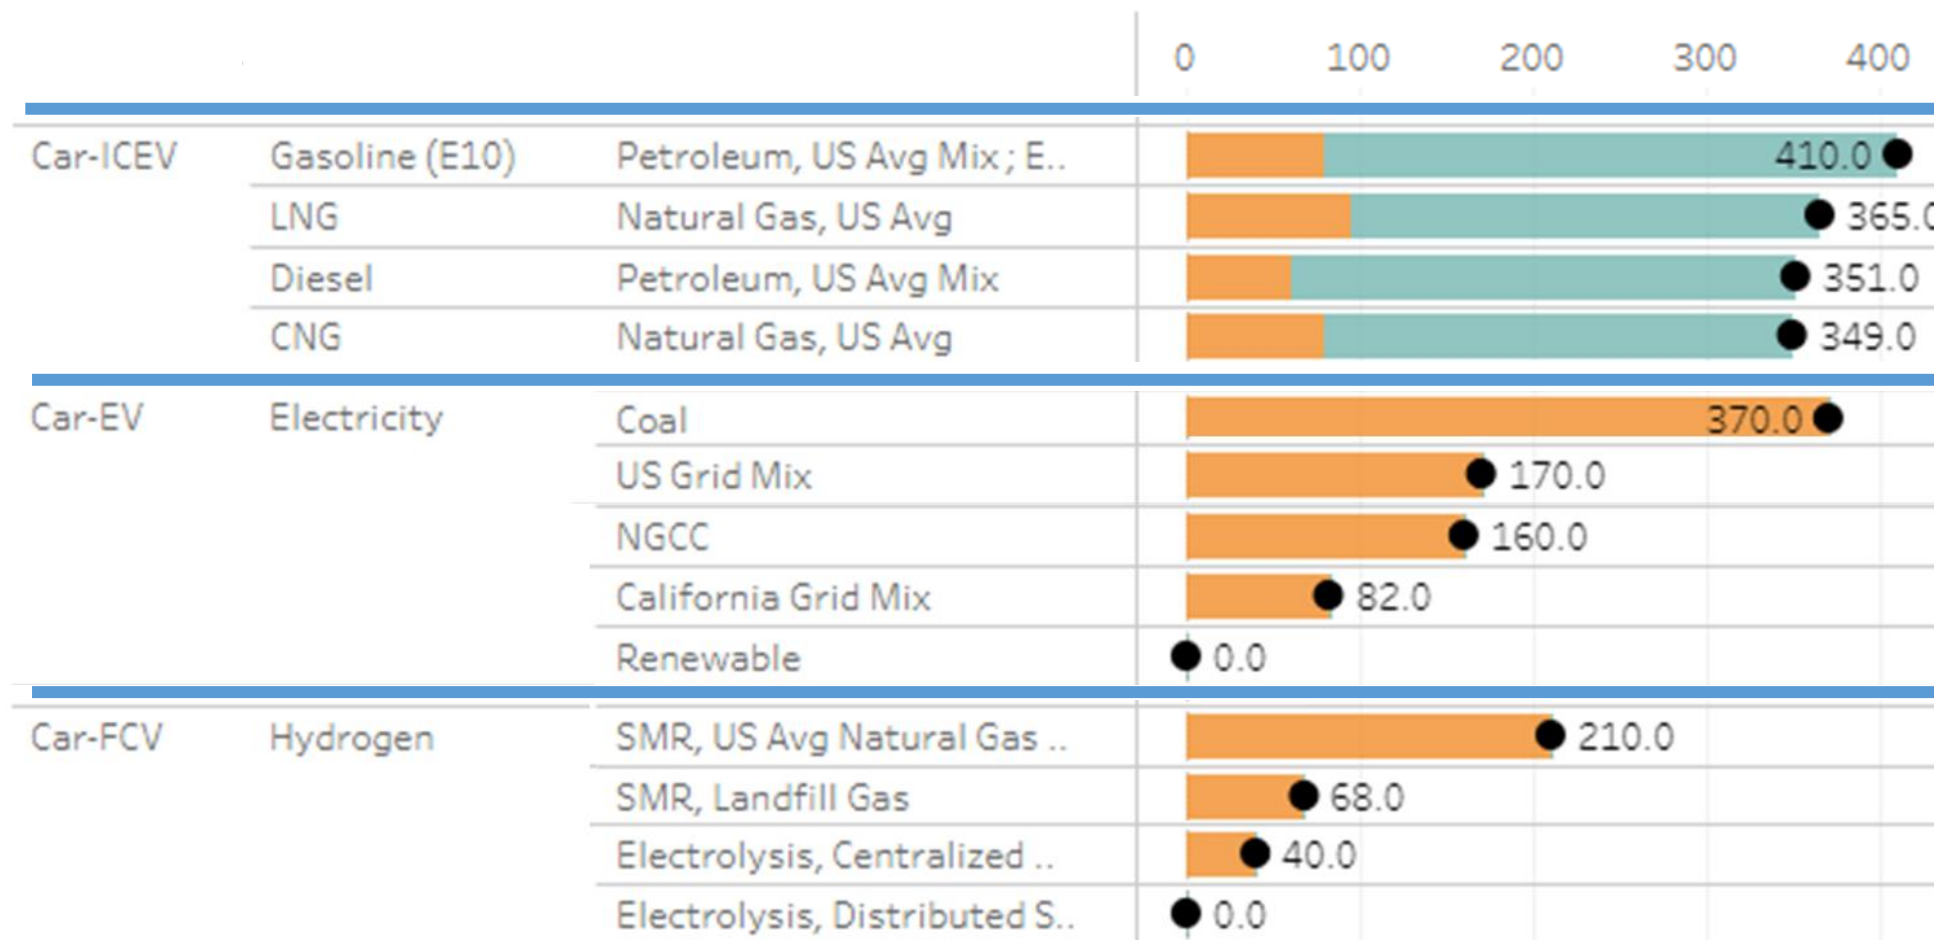 0 100 200 300 400
Car-ICEV Gasoline (E10) Petroleum, US Avg Mix ; E.. 410.0
LNG Natural Gas, US Avg 365.0
Diesel Petroleum, US Avg Mix 351.0
CNG Natural Gas, US Avg 349.0
Car-EV Electricity Coal 370.0
US Grid Mix 170.0
NGCC 160.0
California Grid Mix 82.0
Renewable 0.0
Car-FCV Hydrogen SMR, US Avg Natural Gas .. 210.0
SMR, Landfill Gas 68.0
Electrolysis, Centralized .. 40.0
Electrolysis, Distributed S.. 0.0